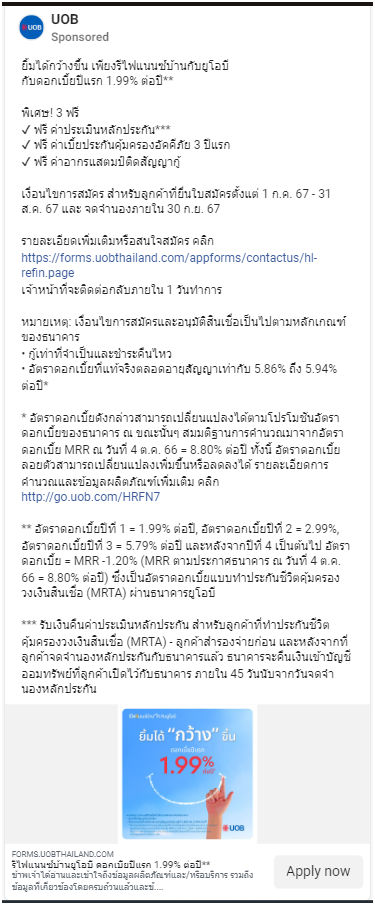 UOB
UOB
Sponsored
ยิ้มได้กว้างขึ้น เพียงรีไฟแนนซ์บ้านกับยูโอบี
กับดอกเบี้ยปีแรก 1.99% ต่อปี**
พิเศษ! 3 ฟรี
✓ ฟรี ค่าประเมินหลักประกัน***
✓ ฟรี ค่าเบี้ยประกันคุ้มครองอัคคีภัย 3 ปีแรก
✓ ฟรี ค่าอากรแสตมป์ติดสัญญากู้
เงื่อนไขการสมัคร สำหรับลูกค้าที่ยื่นใบสมัครตั้งแต่ 1 ก.ค. 67 - 31
ส.ค. 67 และ จดจำนองภายใน 30 ก.ย. 67
รายละเอียดเพิ่มเติมหรือสนใจสมัคร คลิก
https://forms.uobthailand.com/appforms/contactus/hl-
refin.page
เจ้าหน้าที่จะติดต่อกลับภายใน 1 วันทำการ
หมายเหตุ: เงื่อนไขการสมัครและอนุมัติสินเชื่อเป็นไปตามหลักเกณฑ์
ของธนาคาร
• กู้เท่าที่จำเป็นและชำระคืนไหว
• อัตราดอกเบี้ยที่แท้จริงตลอดอายุสัญญาเท่ากับ 5.86% ถึง 5.94%
ต่อปี*
* อัตราดอกเบี้ยดังกล่าวสามารถเปลี่ยนแปลงได้ตามโปรโมชันอัตรา
ดอกเบี้ยของธนาคาร ณ ขณะนั้นๆ สมมติฐานการคำนวณมาจากอัตรา
ดอกเบี้ย MRR ณ วันที่ 4 ต.ค. 66 = 8.80% ต่อปี ทั้งนี้ อัตราดอกเบี้ย
ลอยตัวสามารถเปลี่ยนแปลงเพิ่มขึ้นหรือลดลงได้ รายละเอียดการ
คำนวณและข้อมูลผลิตภัณฑ์เพิ่มเติม คลิก
http://go.uob.com/HRFN7
** อัตราดอกเบี้ยปีที่ 1 = 1.99% ต่อปี, อัตราดอกเบี้ยปีที่ 2 = 2.99%,
อัตราดอกเบี้ยปีที่ 3 = 5.79% ต่อปี และหลังจากปีที่ 4 เป็นต้นไป อัตรา
ดอกเบี้ย = MRR -1.20% (MRR ตามประกาศธนาคาร ณ วันที่ 4 ต.ค.
66 = 8.80% ต่อปี) ซึ่งเป็นอัตราดอกเบี้ยแบบทำประกันชีวิตคุ้มครอง
วงเงินสินเชื่อ (MRTA) ผ่านธนาคารยูโอบี
*** รับเงินคืนค่าประเมินหลักประกัน สำหรับลูกค้าที่ทำประกันชีวิต
คุ้มครองวงเงินสินเชื่อ (MRTA) - ลูกค้าสำรองจ่ายก่อน และหลังจากที่
ลูกค้าจดจำนองหลักประกันกับธนาคารแล้ว ธนาคารจะคืนเงินเข้าบัญชี
ออมทรัพย์ที่ลูกค้าเปิดไว้กับธนาคาร ภายใน 45 วันนับจากวันจดจำ
นองหลักประกัน
ยิ้มได้ "กว้าง" ขึ้น
ดอกเบี้ยปีแรก
1.99%
ต่อปี
UOB
FORMS.UOBTHAILAND.COM
รีไฟแนนซ์บ้านยูโอบี ดอกเบี้ยปีแรก 1.99% ต่อปี**
ข้าพเจ้าได้อ่านและเข้าใจถึงข้อมูลผลิตภัณฑ์และ/หรือบริการ รวมถึง
ข้อมูลที่เกี่ยวข้องโดยครบถ้วนแล้วและข้...
Apply now